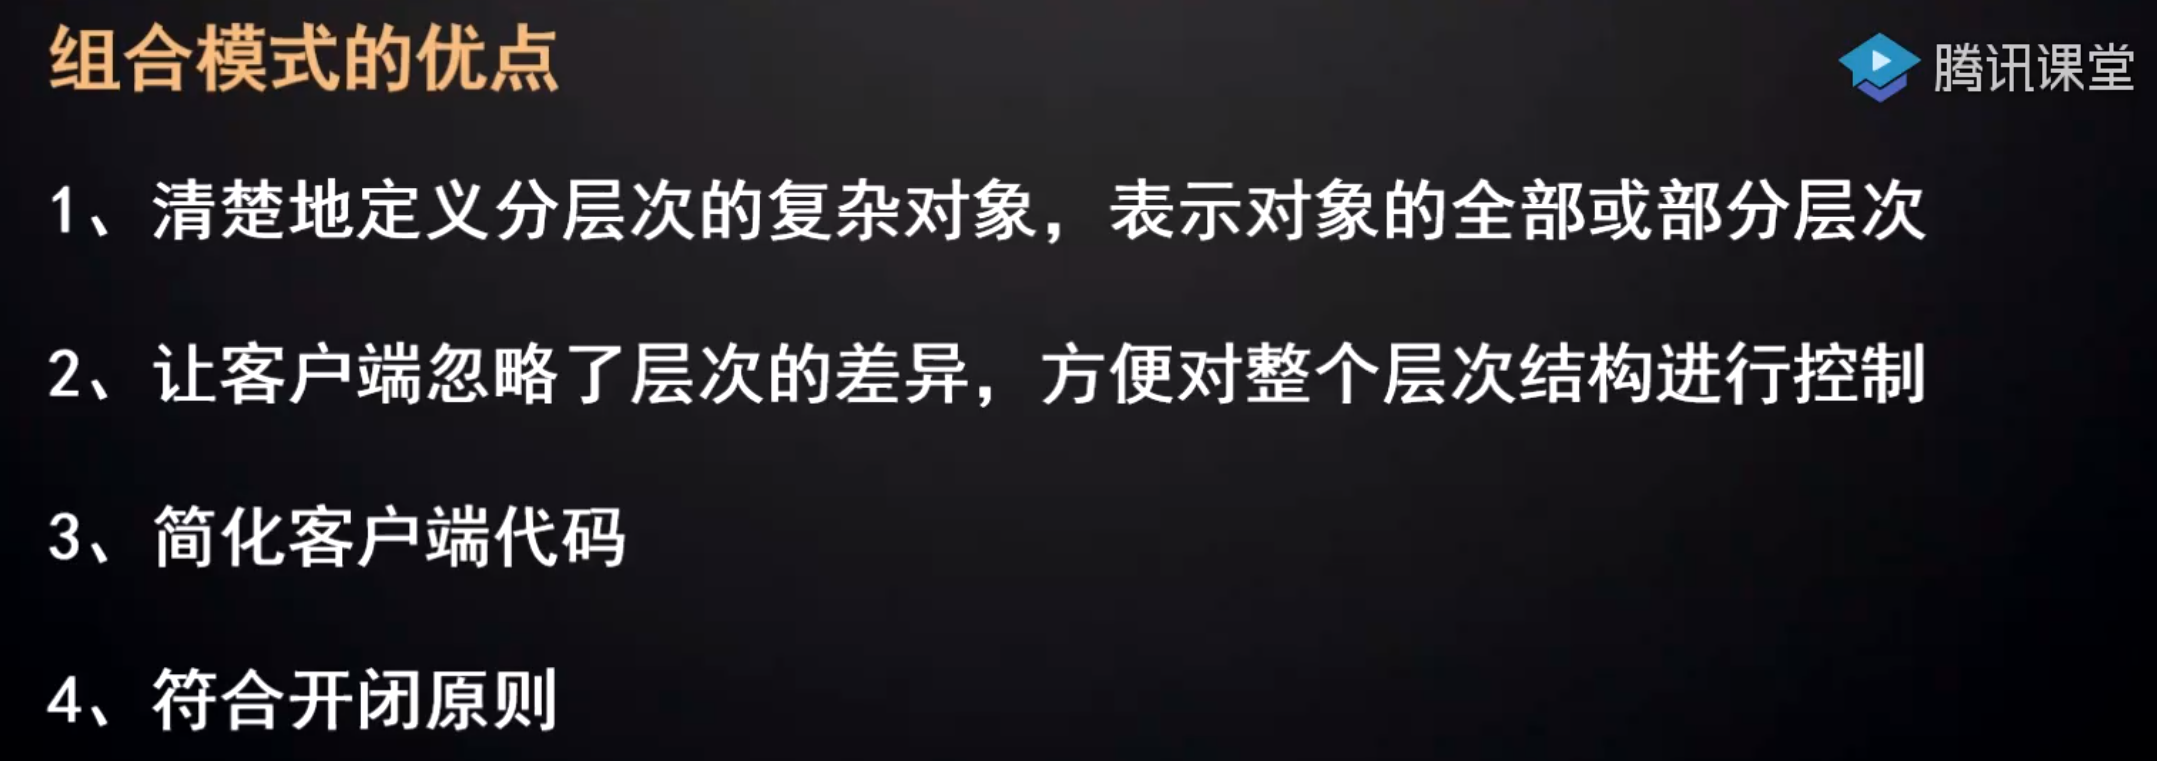 组合模式的优点
腾讯课堂
1、清楚地定义分层次的复杂对象，表示对象的全部或部分层次
2、让客户端忽略了层次的差异，方便对整个层次结构进行控制
3、简化客户端代码
4、符合开闭原则